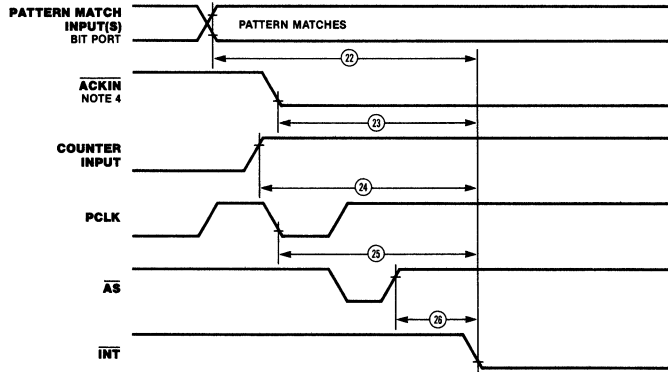 PATTERN MATCH
INPUT(S)
BIT PORT
PATTERN MATCHES
22
ACKIN
NOTE 4
23
COUNTER
INPUT
24
PCLK
25
AS
26
INT